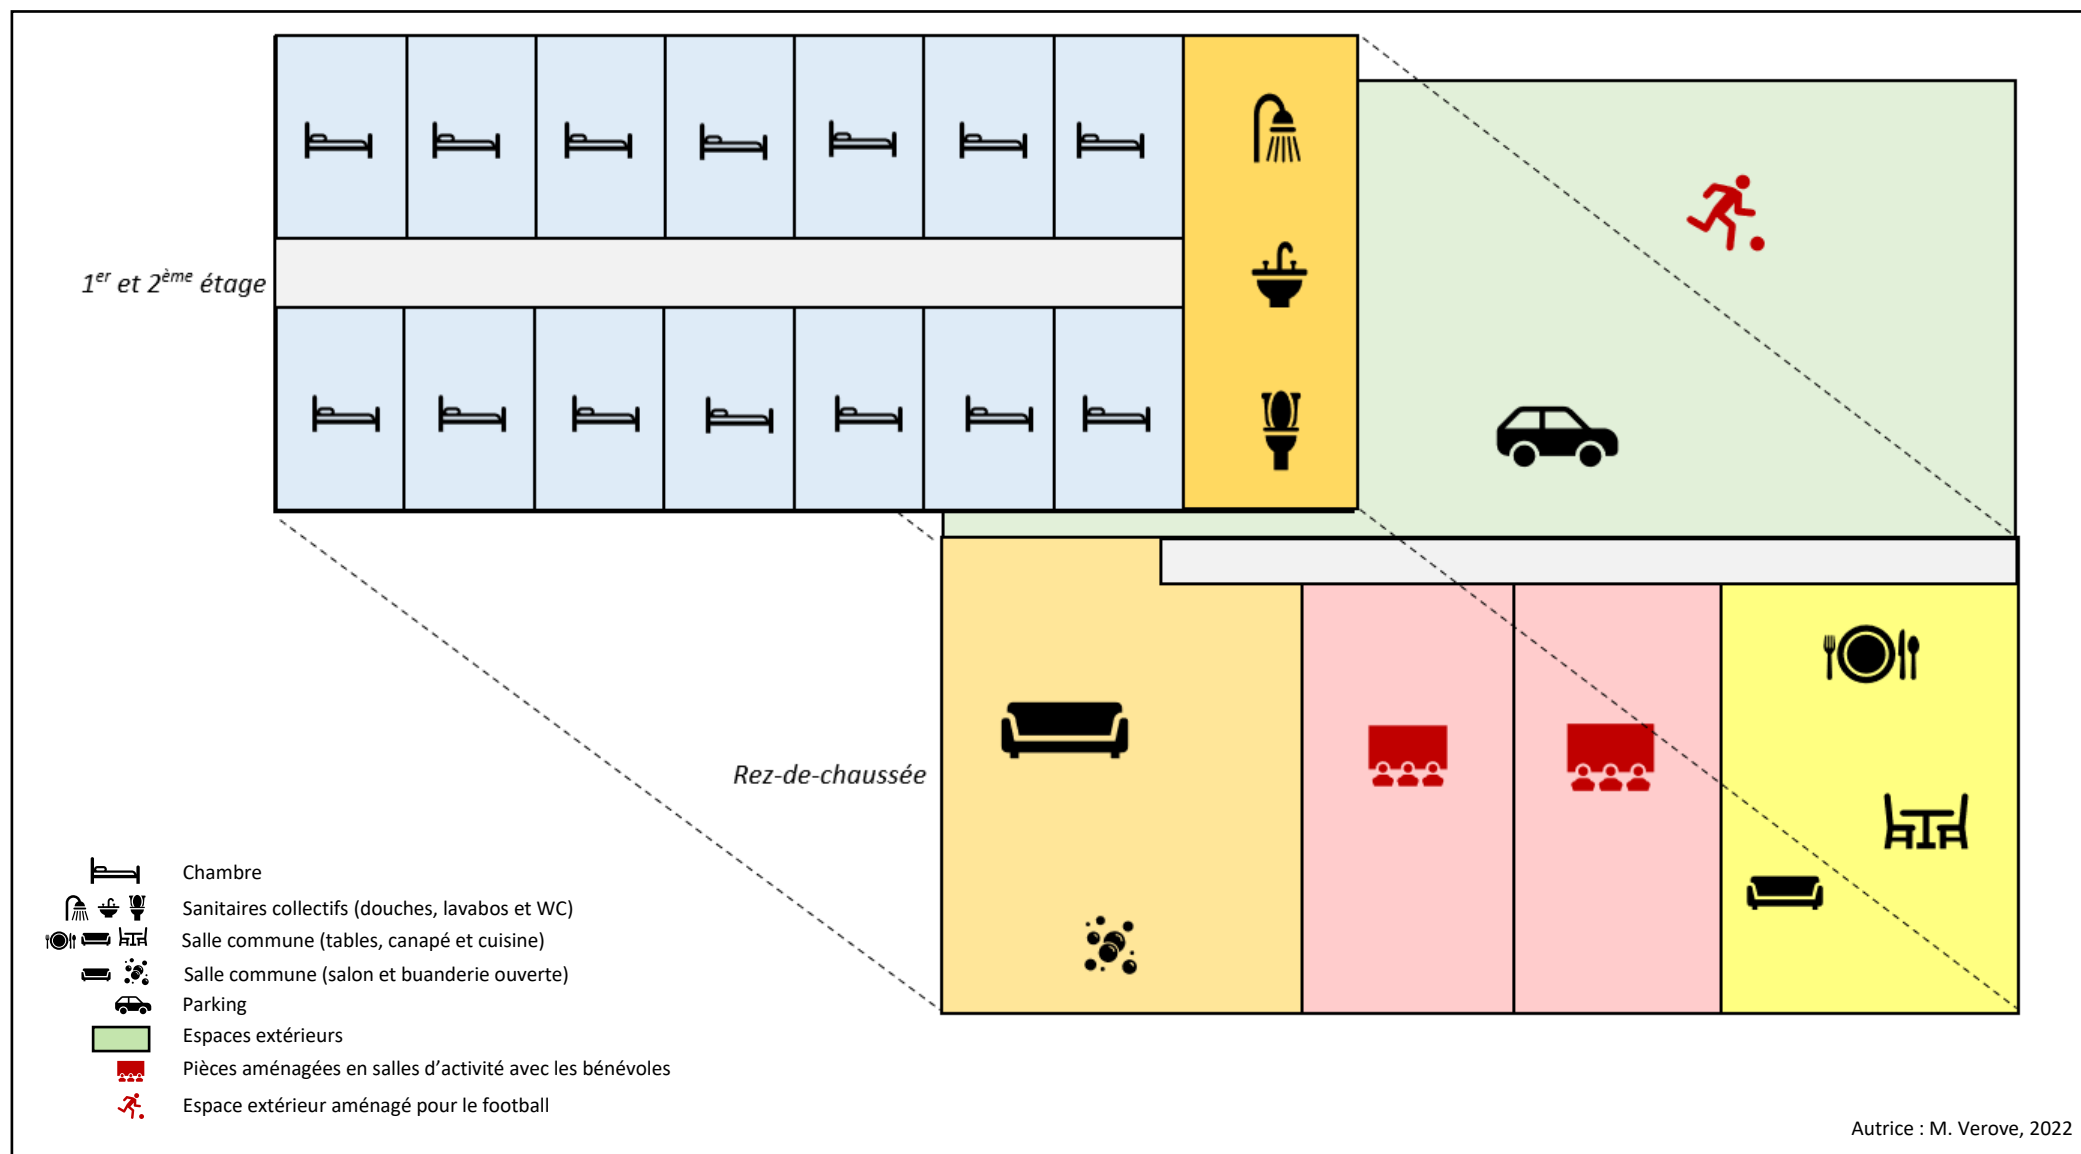 1er et 2ème étage
Rez-de-chaussée
Chambre
Sanitaires collectifs (douches, lavabos et WC)
Salle commune (tables, canapé et cuisine)
Salle commune (salon et buanderie ouverte)
Parking
Espaces extérieurs
Pièces aménagées en salles d’activité avec les bénévoles
Espace extérieur aménagé pour le football
Autrice : M. Verove, 2022